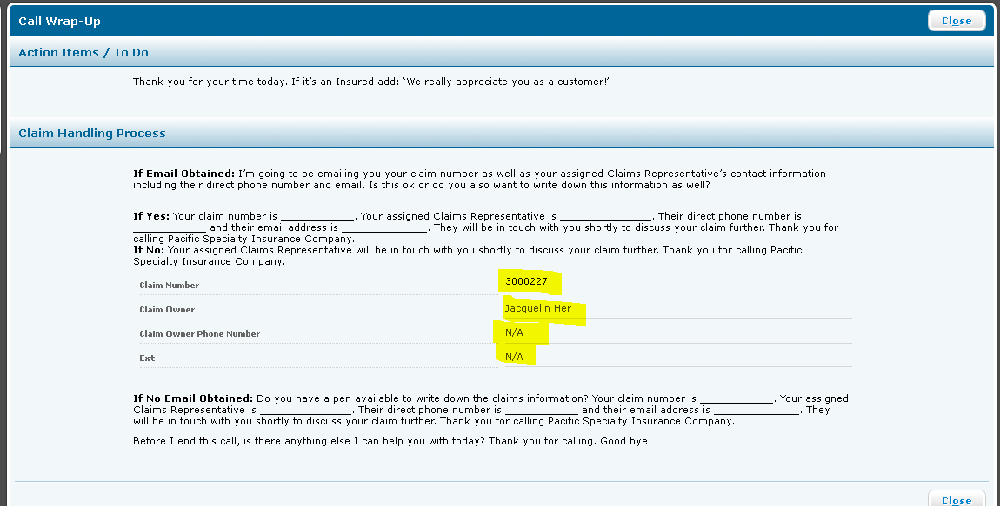 Call Wrap-Up
Close
Action Items / To Do
Thank you for your time today. If it’s an Insured add: ‘We really appreciate you as a customer!’
Claim Handling Process
If Email Obtained: I’m going to be emailing you your claim number as well as your assigned Claims Representative’s contact information
including their direct phone number and email. Is this ok or do you also want to write down this information as well?
If Yes: Your claim number is ____________. Your assigned Claims Representative is _______________. Their direct phone number is
____________ and their email address is ______________. They will be in touch with you shortly to discuss your claim further. Thank you for
calling Pacific Specialty Insurance Company.
If No: Your assigned Claims Representative will be in touch with you shortly to discuss your claim further. Thank you for calling Pacific
Specialty Insurance Company.
Claim Number 3000227
Claim Owner Jacquelin Her
Claim Owner Phone Number N/A
Ext N/A
If No Email Obtained: Do you have a pen available to write down the claims information? Your claim number is ____________. Your assigned
Claims Representative is _______________. Their direct phone number is ____________ and their email address is ______________. They
will be in touch with you shortly to discuss your claim further. Thank you for calling Pacific Specialty Insurance Company.
Before I end this call, is there anything else I can help you with today? Thank you for calling. Good bye.
Close